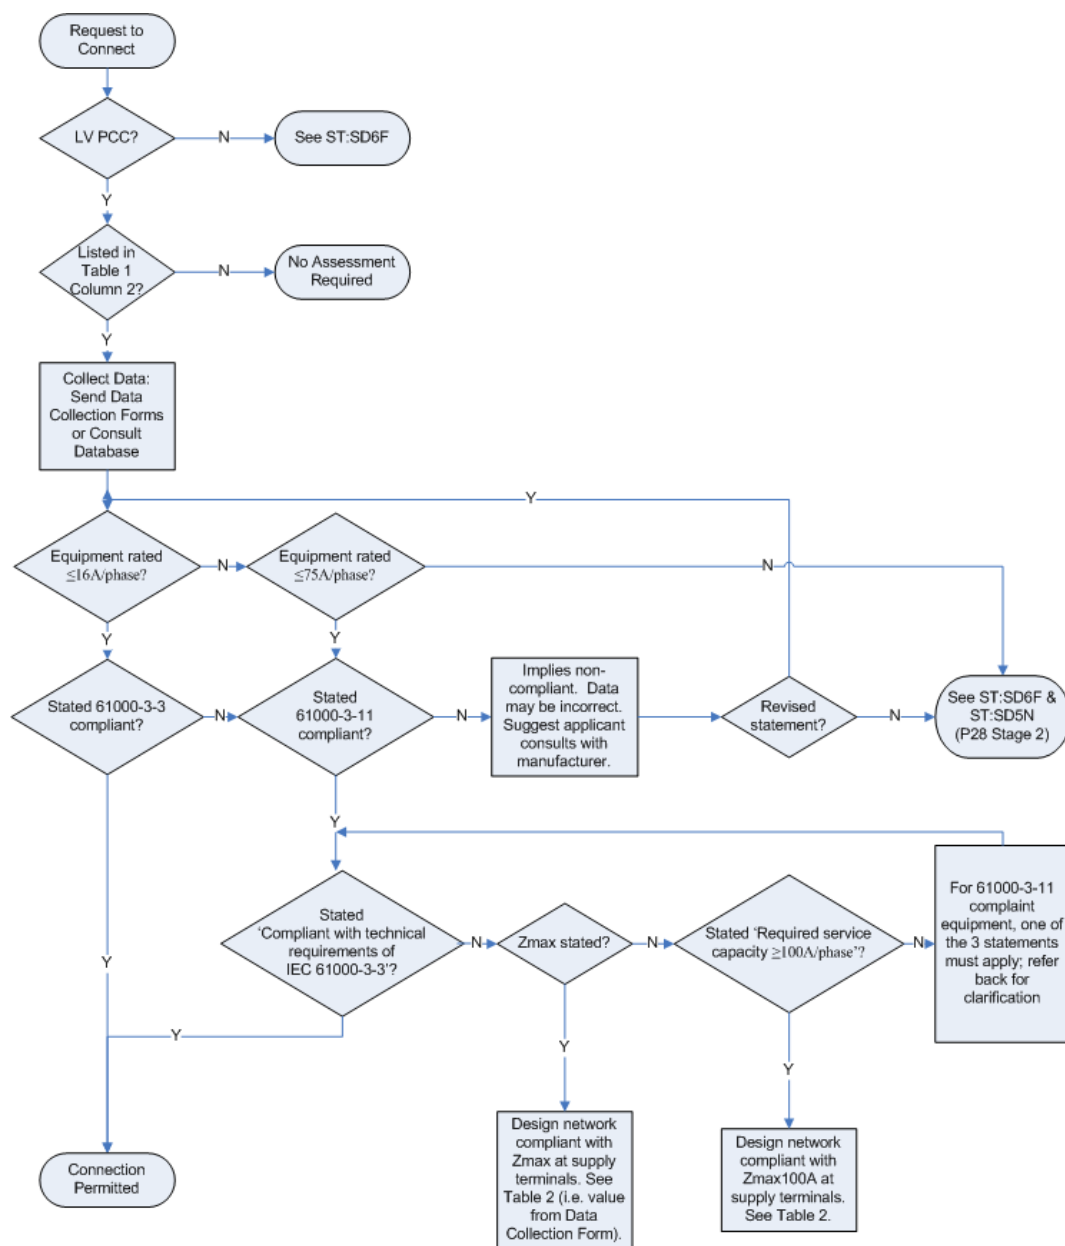 Request to
Connect
LV PCC?
N
See ST:SD6F
Y
Listed in
Table 1
Column 2?
N
No Assessment
Required
Y
Collect Data:
Send Data
Collection Forms
or Consult
Database
Y
Equipment rated
≤16A/phase?
N
Equipment rated
≤75A/phase?
N
Y
Y
Stated 61000-3-3
compliant?
N
Stated
61000-3-11
compliant?
N
Implies non-
compliant. Data
may be incorrect.
Suggest applicant
consults with
manufacturer.
Revised
statement?
N
See ST:SD6F &
ST:SD5N
(P28 Stage 2)
Y
Y
Stated
‘Compliant with technical
requirements of
IEC 61000-3-3’?
N
Zmax stated?
N
Stated ‘Required service
capacity ≥100A/phase’?
N
For 61000-3-11
complaint
equipment, one of
the 3 statements
must apply; refer
back for
clarification
Y
Y
Y
Connection
Permitted
Design network
compliant with
Zmax at supply
terminals. See
Table 2 (i.e. value
from Data
Collection Form).
Design network
compliant with
Zmax100A at
supply terminals.
See Table 2.